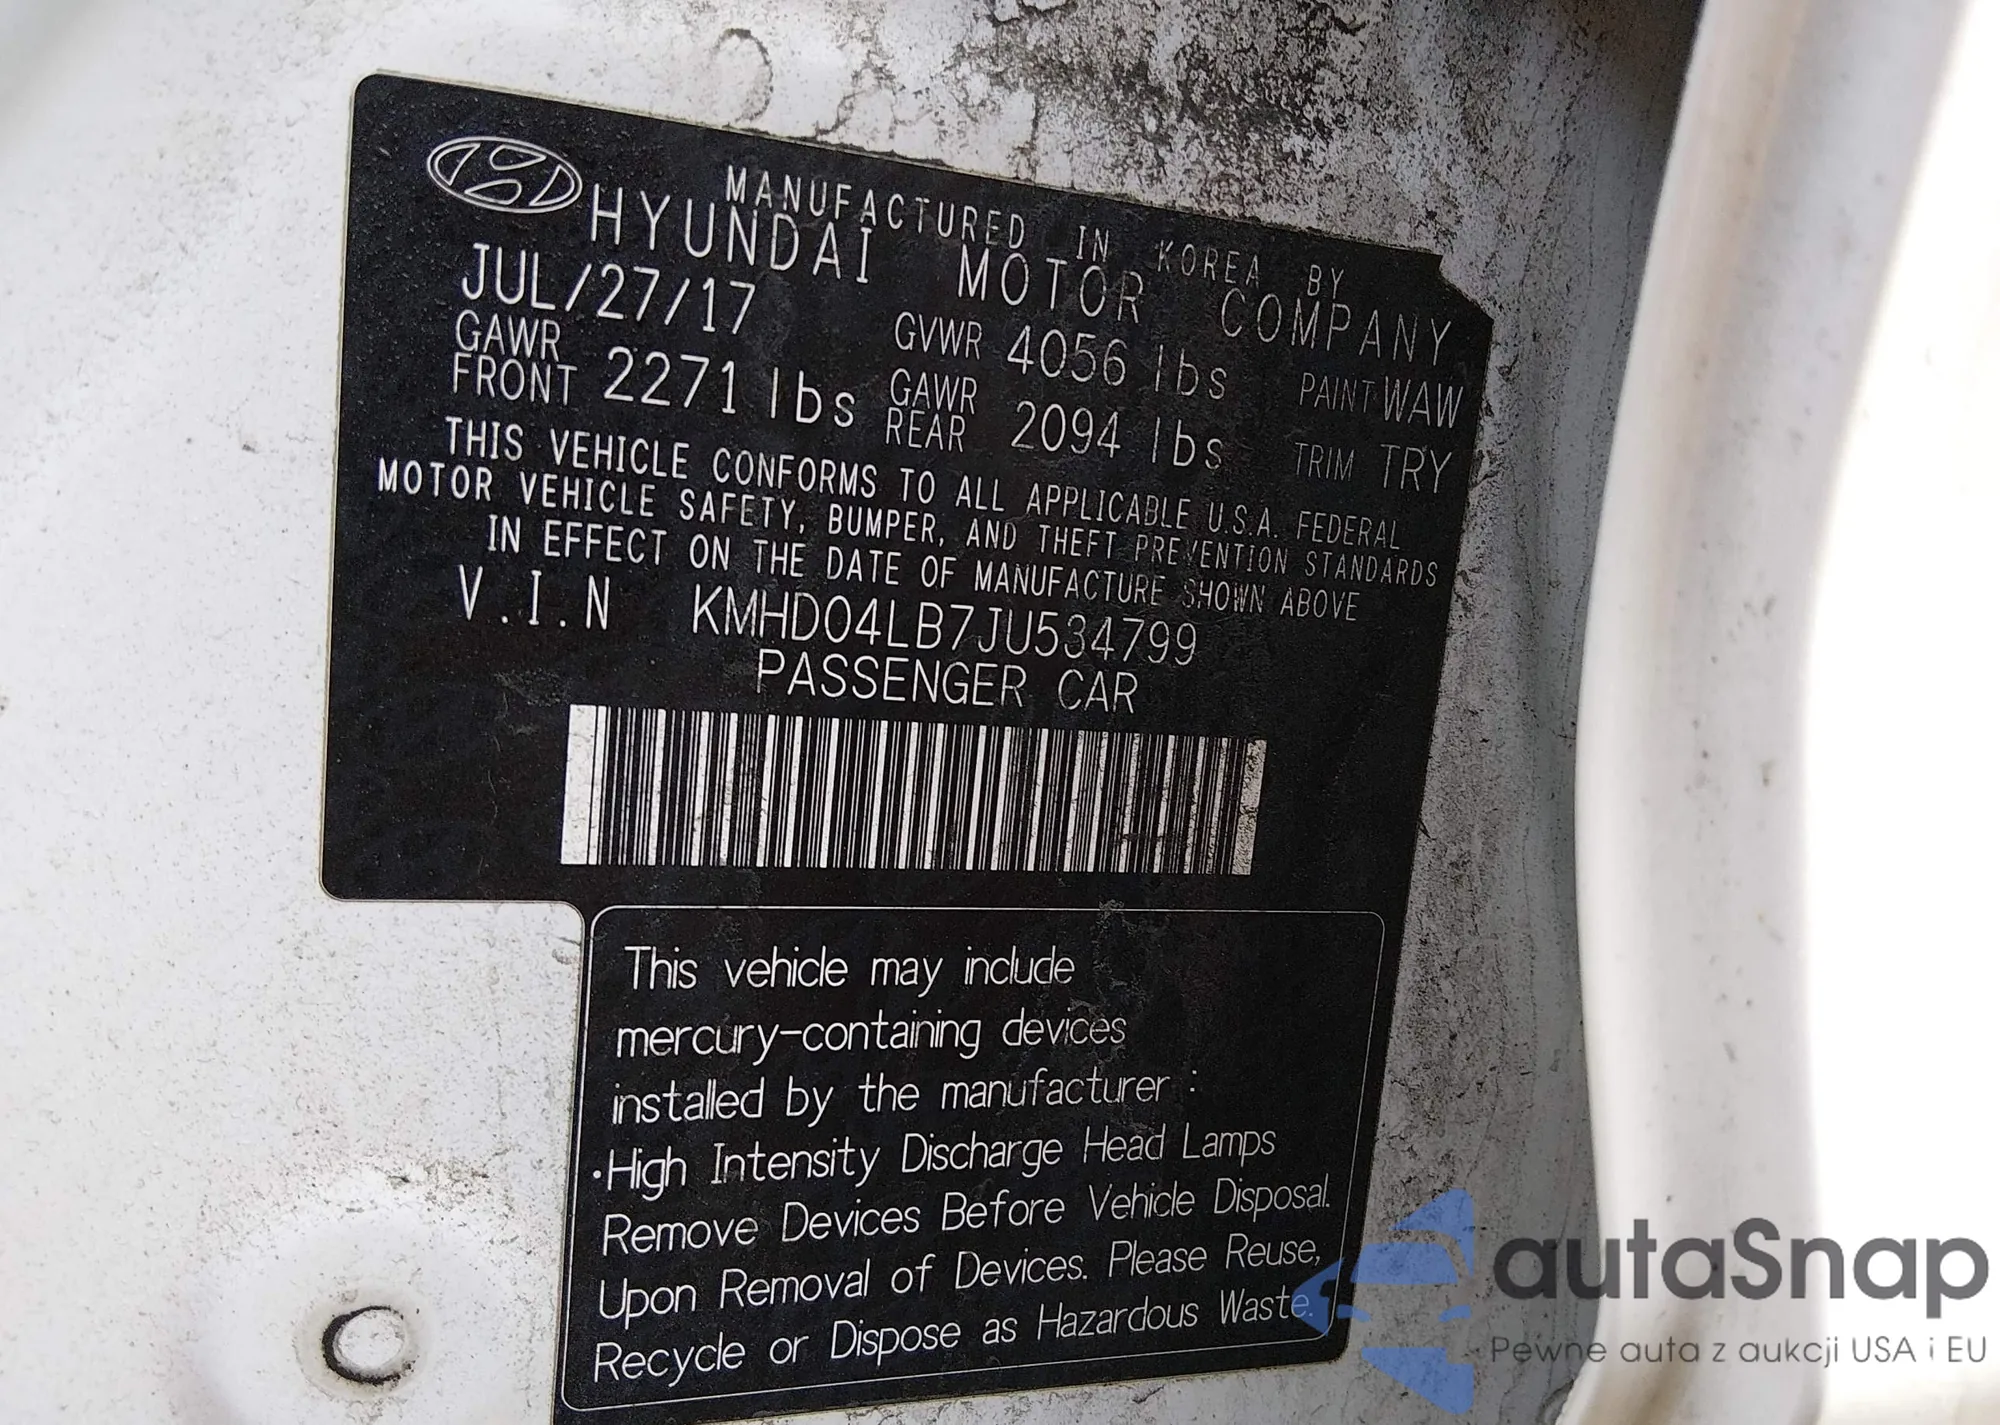 MANUFACTURED IN KOREA BY
HYUNDAI MOTOR COMPANY
JUL/27/17 GVWR 4056 lbs PAINT WAW
GAWR FRONT 2271 lbs GAWR REAR 2094 lbs TRIM TRY
THIS VEHICLE CONFORMS TO ALL APPLICABLE U.S.A. FEDERAL
MOTOR VEHICLE SAFETY, BUMPER, AND THEFT PREVENTION STANDARDS
IN EFFECT ON THE DATE OF MANUFACTURE SHOWN ABOVE
V.I.N KMHD04LB7JU534799
PASSENGER CAR
This vehicle may include
mercury-containing devices
installed by the manufacturer :
·High Intensity Discharge Head Lamps
Remove Devices Before Vehicle Disposal.
Upon Removal of Devices. Please Reuse,
Recycle or Dispose as Hazardous Waste.
autaSnap
Pewne auta z aukcji USA i EU